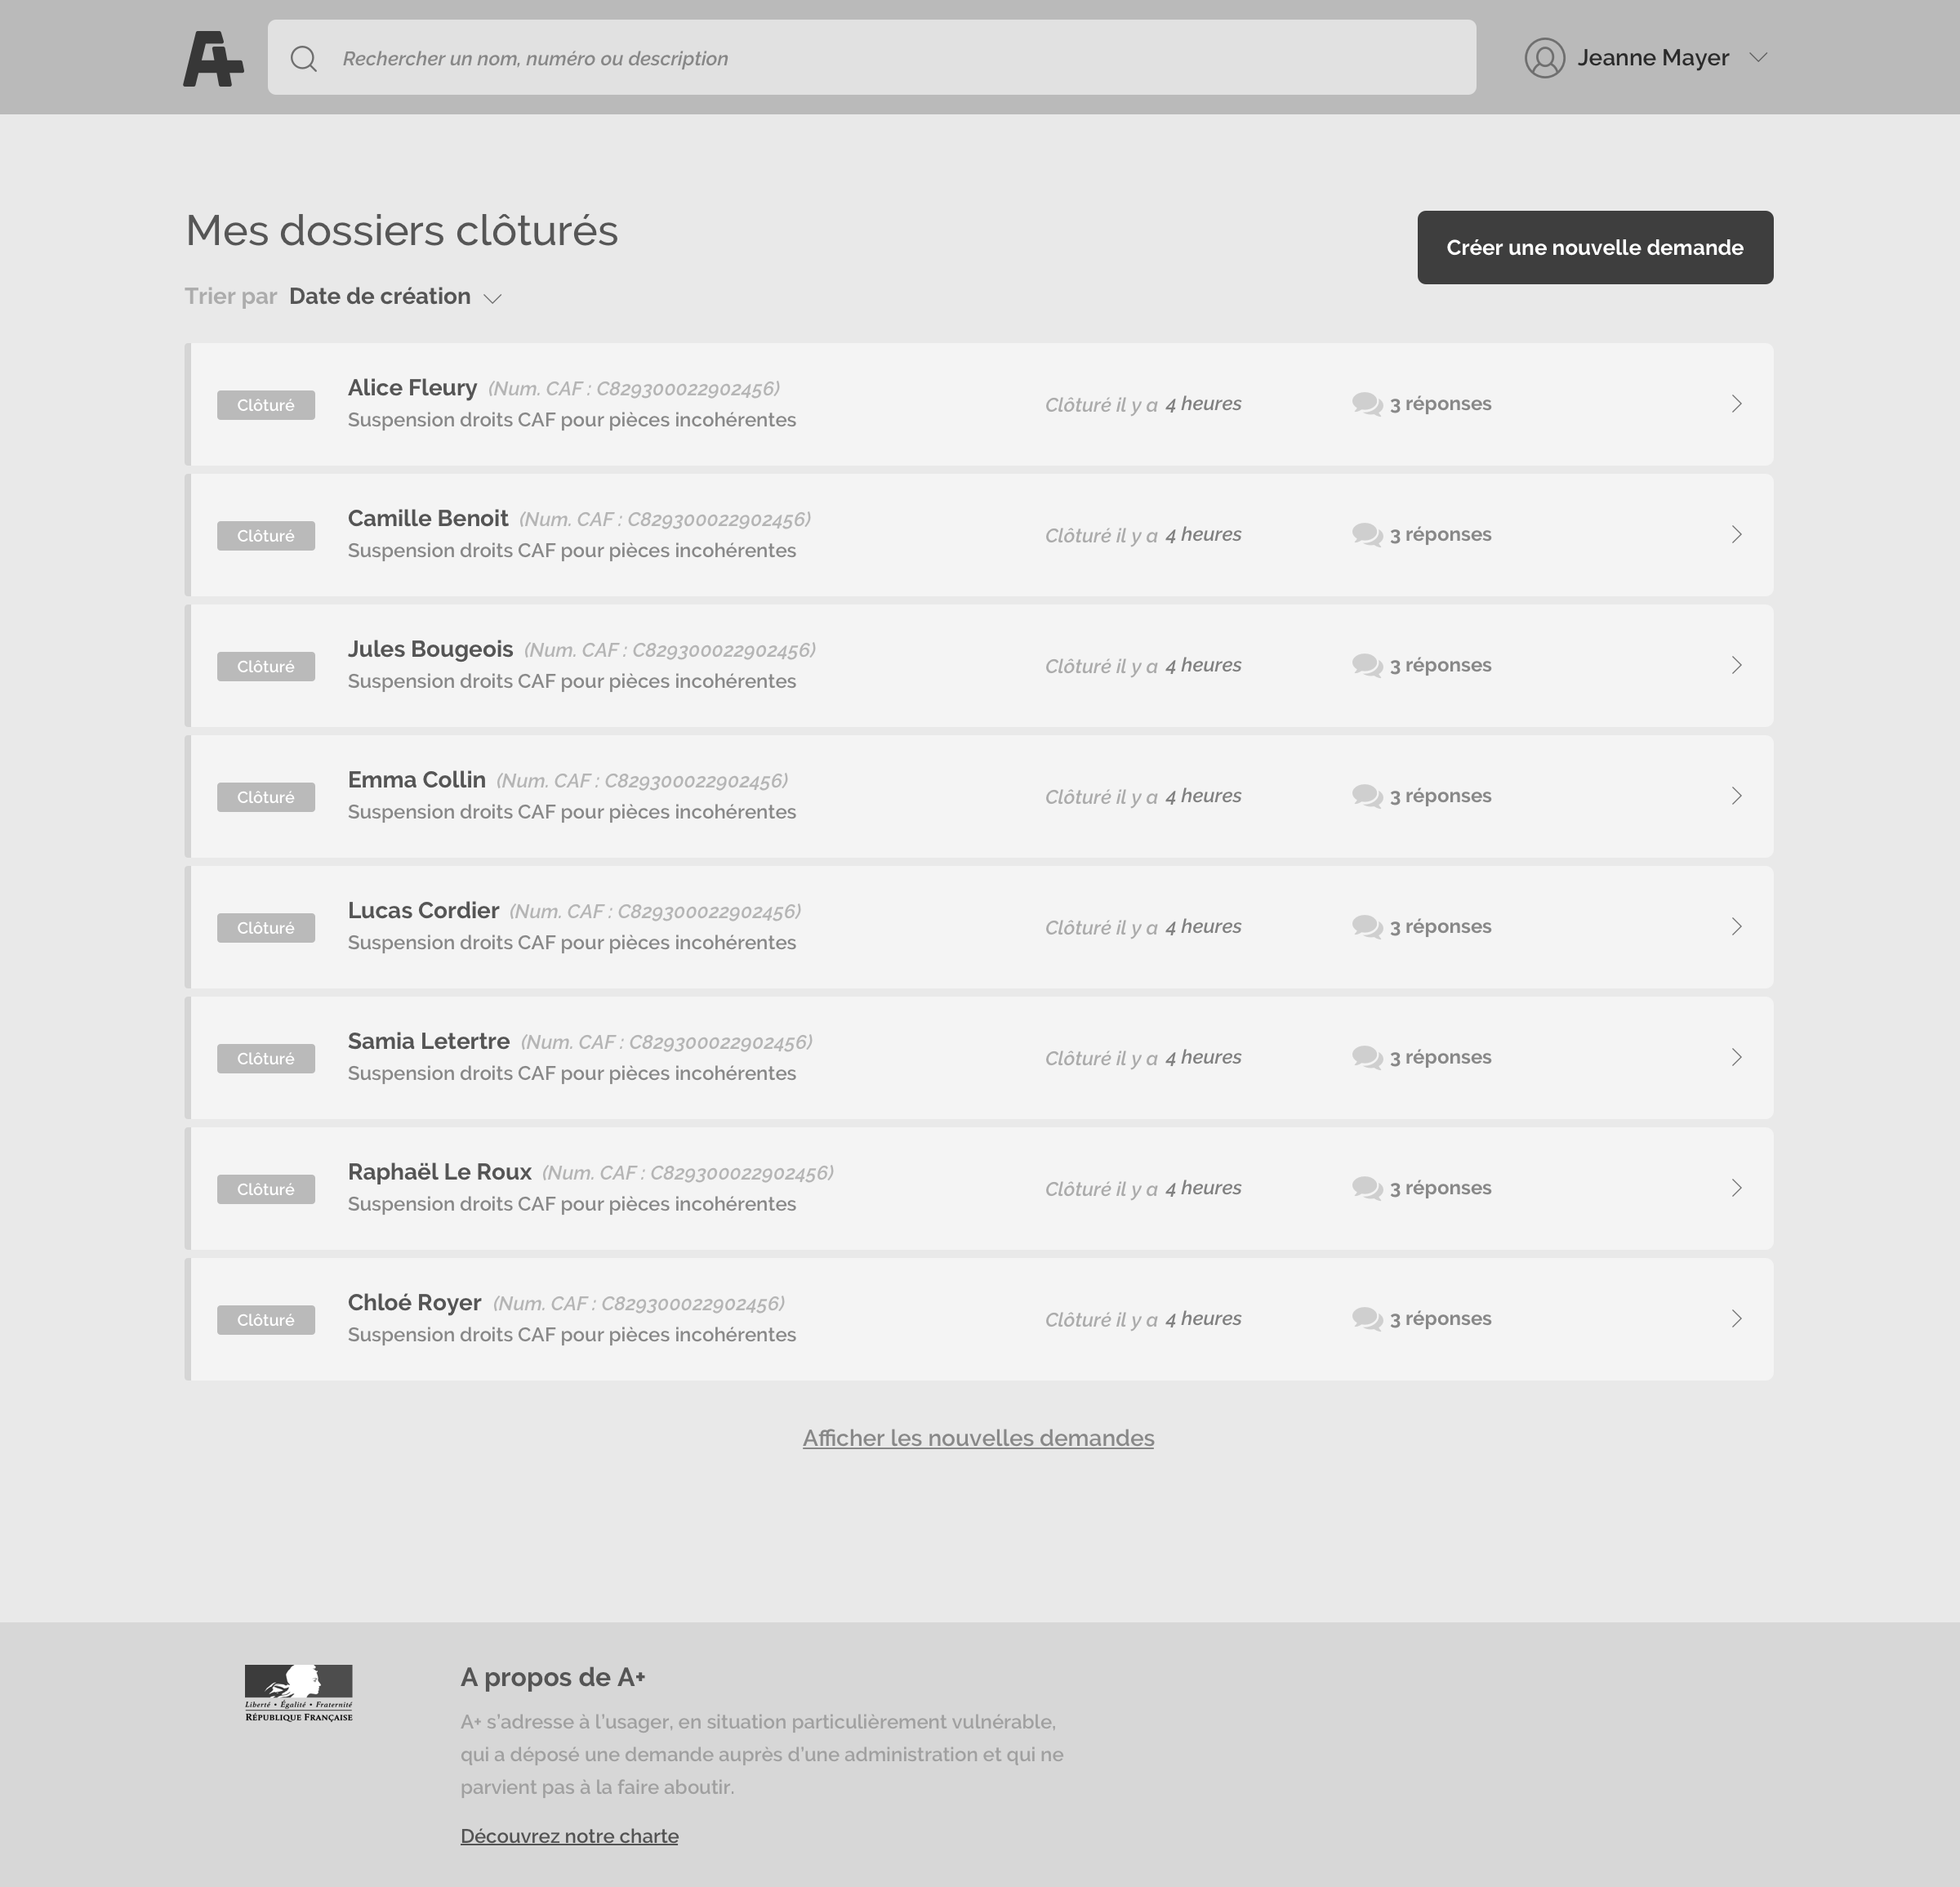 A+
Rechercher un nom, numéro ou description
Jeanne Mayer
Mes dossiers clôturés
Créer une nouvelle demande
Trier par Date de création
Clôturé
Alice Fleury (Num. CAF : C829300022902456)
Suspension droits CAF pour pièces incohérentes
Clôturé il y a 4 heures
3 réponses
Clôturé
Camille Benoit (Num. CAF : C829300022902456)
Suspension droits CAF pour pièces incohérentes
Clôturé il y a 4 heures
3 réponses
Clôturé
Jules Bougeois (Num. CAF : C829300022902456)
Suspension droits CAF pour pièces incohérentes
Clôturé il y a 4 heures
3 réponses
Clôturé
Emma Collin (Num. CAF : C829300022902456)
Suspension droits CAF pour pièces incohérentes
Clôturé il y a 4 heures
3 réponses
Clôturé
Lucas Cordier (Num. CAF : C829300022902456)
Suspension droits CAF pour pièces incohérentes
Clôturé il y a 4 heures
3 réponses
Clôturé
Samia Letertre (Num. CAF : C829300022902456)
Suspension droits CAF pour pièces incohérentes
Clôturé il y a 4 heures
3 réponses
Clôturé
Raphaël Le Roux (Num. CAF : C829300022902456)
Suspension droits CAF pour pièces incohérentes
Clôturé il y a 4 heures
3 réponses
Clôturé
Chloé Royer (Num. CAF : C829300022902456)
Suspension droits CAF pour pièces incohérentes
Clôturé il y a 4 heures
3 réponses
Afficher les nouvelles demandes
Liberté • Égalité • Fraternité
RÉPUBLIQUE FRANÇAISE
A propos de A+
A+ s’adresse à l’usager, en situation particulièrement vulnérable,
qui a déposé une demande auprès d’une administration et qui ne
parvient pas à la faire aboutir.
Découvrez notre charte